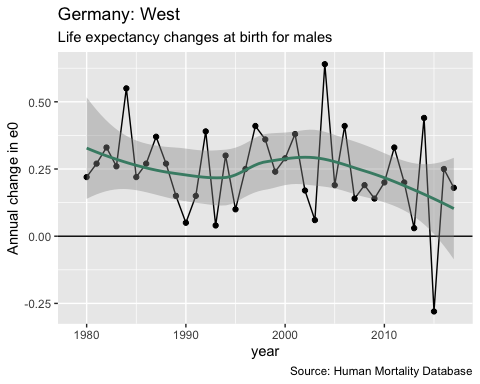 Germany: West
Life expectancy changes at birth for males
Annual change in e0
0.50
0.25
0.00
-0.25
1980 1990 2000 2010
year
Source: Human Mortality Database